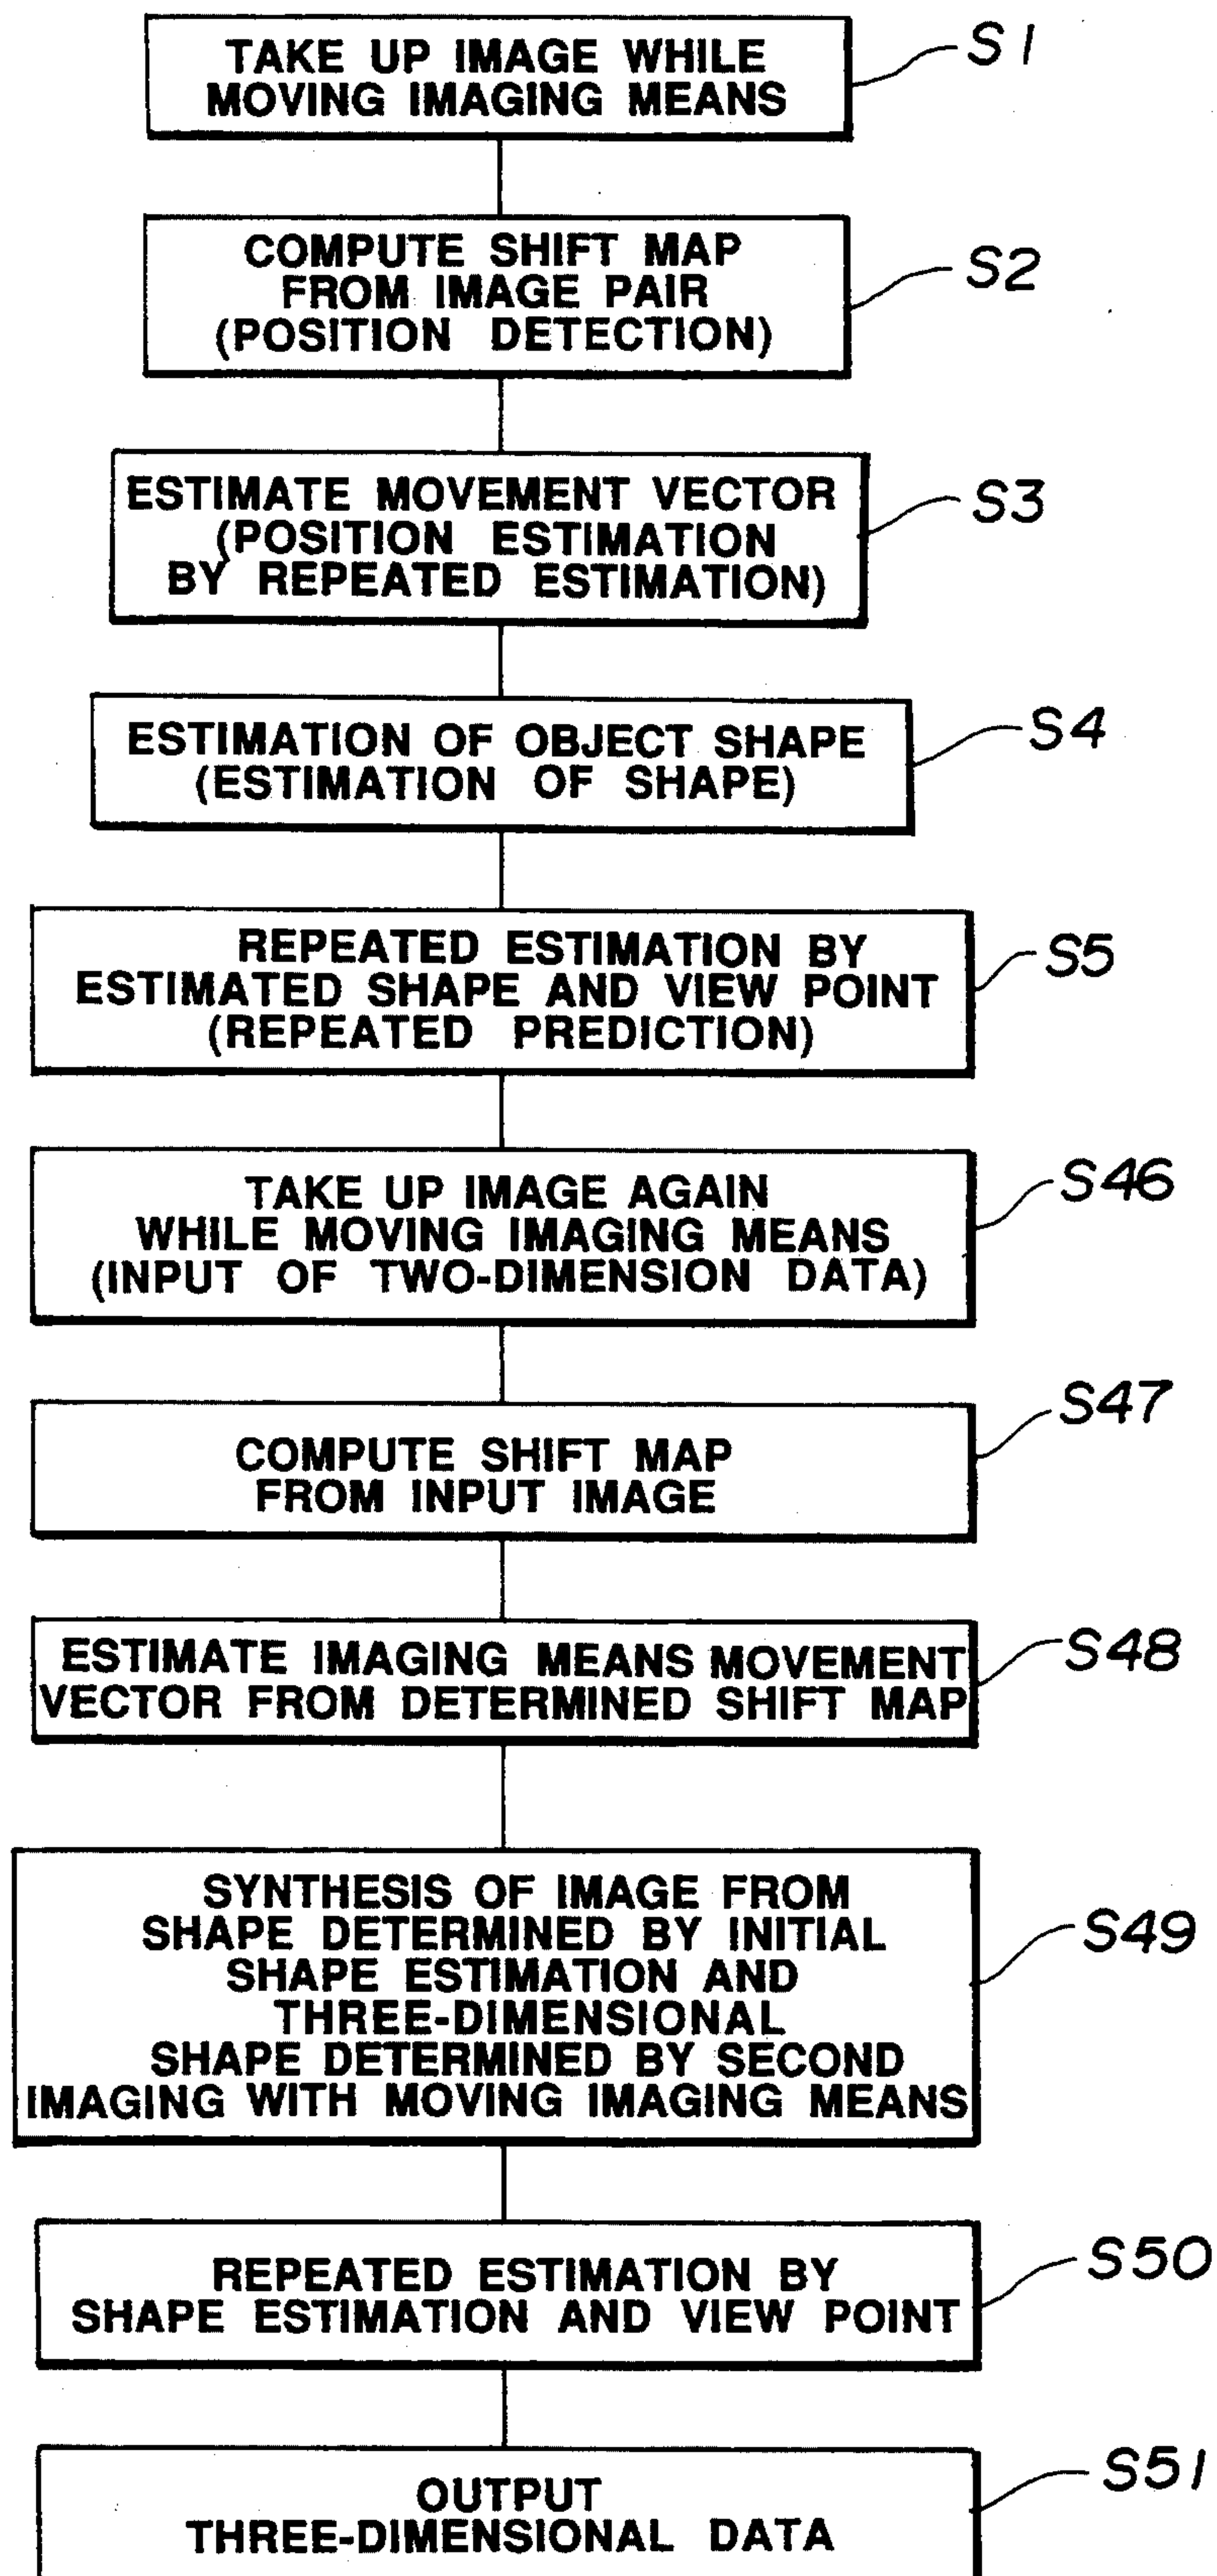 TAKE UP IMAGE WHILE
MOVING IMAGING MEANS
S1
COMPUTE SHIFT MAP
FROM IMAGE PAIR
(POSITION DETECTION)
S2
ESTIMATE MOVEMENT VECTOR
(POSITION ESTIMATION
BY REPEATED ESTIMATION)
S3
ESTIMATION OF OBJECT SHAPE
(ESTIMATION OF SHAPE)
S4
REPEATED ESTIMATION BY
ESTIMATED SHAPE AND VIEW POINT
(REPEATED PREDICTION)
S5
TAKE UP IMAGE AGAIN
WHILE MOVING IMAGING MEANS
(INPUT OF TWO-DIMENSION DATA)
S46
COMPUTE SHIFT MAP
FROM INPUT IMAGE
S47
ESTIMATE IMAGING MEANS MOVEMENT
VECTOR FROM DETERMINED SHIFT MAP
S48
SYNTHESIS OF IMAGE FROM
SHAPE DETERMINED BY INITIAL
SHAPE ESTIMATION AND
THREE-DIMENSIONAL
SHAPE DETERMINED BY SECOND
IMAGING WITH MOVING IMAGING MEANS
S49
REPEATED ESTIMATION BY
SHAPE ESTIMATION AND VIEW POINT
S50
OUTPUT
THREE-DIMENSIONAL DATA
S51